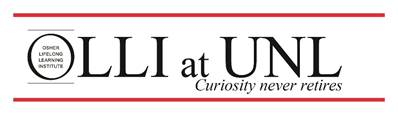 OSHER
LIFELONG
LEARNING
INSTITUTE
OLLI at UNL
Curiosity never retires